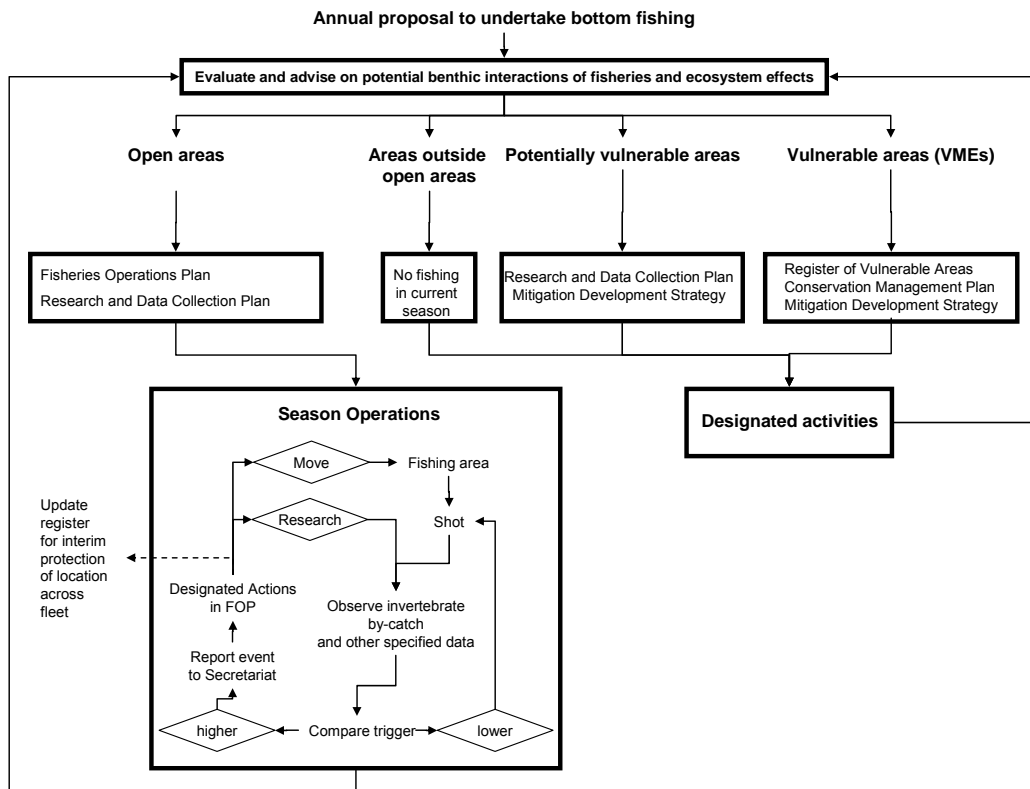 Annual proposal to undertake bottom fishing
Evaluate and advise on potential benthic interactions of fisheries and ecosystem effects
Open areas
Areas outside
open areas
Potentially vulnerable areas
Vulnerable areas (VMEs)
Fisheries Operations Plan
Research and Data Collection Plan
No fishing
in current
season
Research and Data Collection Plan
Mitigation Development Strategy
Register of Vulnerable Areas
Conservation Management Plan
Mitigation Development Strategy
Designated activities
Season Operations
Move
Fishing area
Research
Shot
Update
register
for interim
protection
of location
across
fleet
Designated Actions
in FOP
Observe invertebrate
by-catch
and other specified data
Report event
to Secretariat
higher
Compare trigger
lower